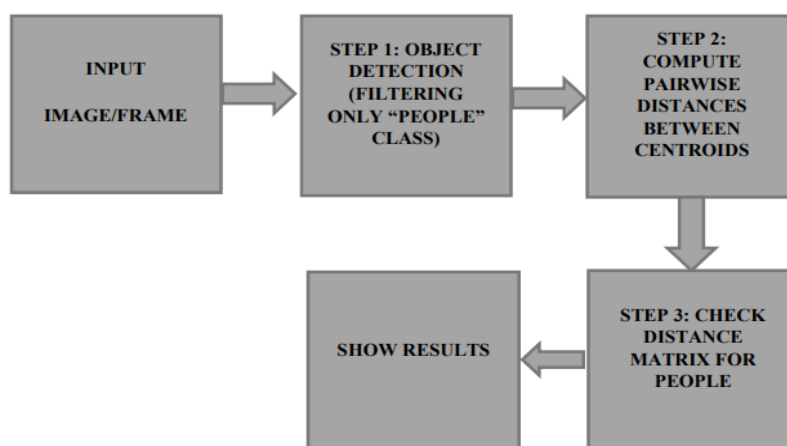 INPUT
IMAGE/FRAME
STEP 1: OBJECT
DETECTION
(FILTERING
ONLY “PEOPLE”
CLASS)
STEP 2:
COMPUTE
PAIRWISE
DISTANCES
BETWEEN
CENTROIDS
STEP 3: CHECK
DISTANCE
MATRIX FOR
PEOPLE
SHOW RESULTS